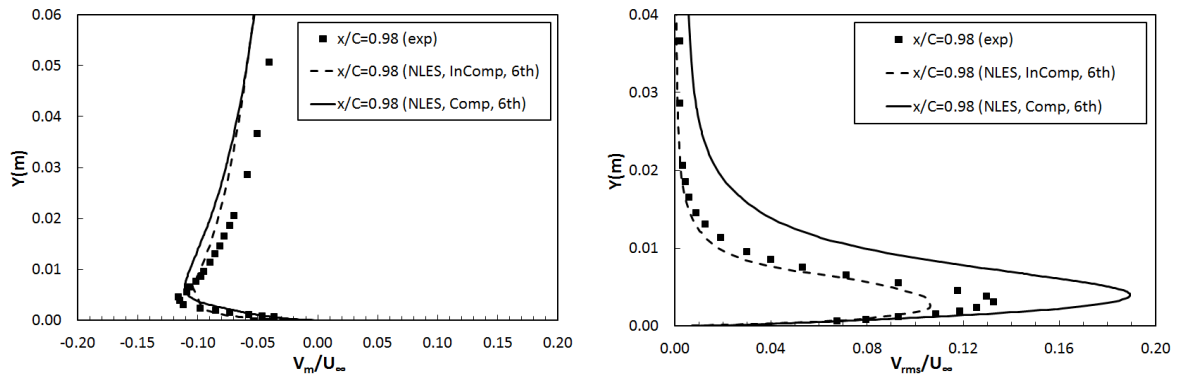 0.06
0.05
0.04
0.03
0.02
0.01
0.00
Y(m)
x/C=0.98 (exp)
x/C=0.98 (NLES, InComp, 6th)
x/C=0.98 (NLES, Comp, 6th)
-0.20 -0.15 -0.10 -0.05 0.00 0.05 0.10 0.15 0.20
Vm/U∞
0.04
0.03
0.02
0.01
0.00
Y(m)
x/C=0.98 (exp)
x/C=0.98 (NLES, InComp, 6th)
x/C=0.98 (NLES, Comp, 6th)
0.00 0.04 0.08 0.12 0.16 0.20
Vrms/U∞